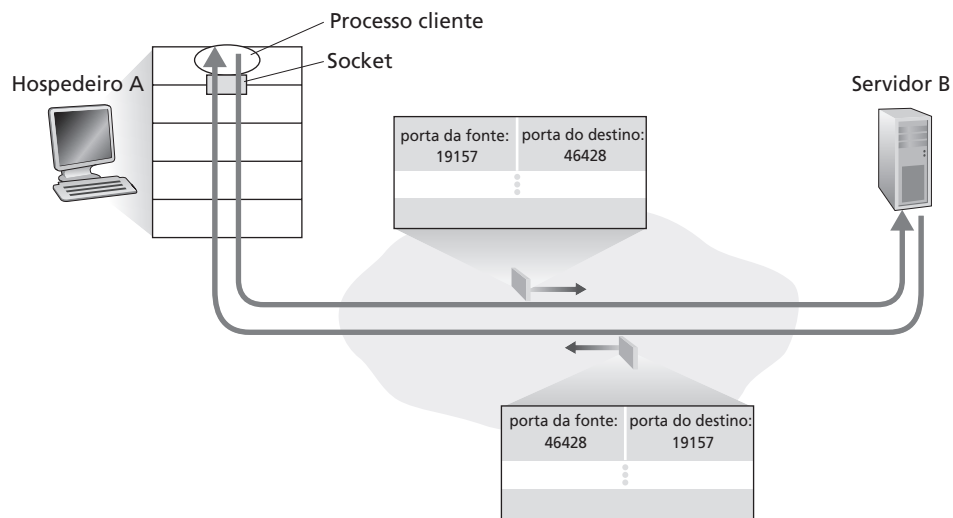 Processo cliente
Socket
Hospedeiro A
Servidor B
porta da fonte:
19157
porta do destino:
46428
porta da fonte:
46428
porta do destino:
19157